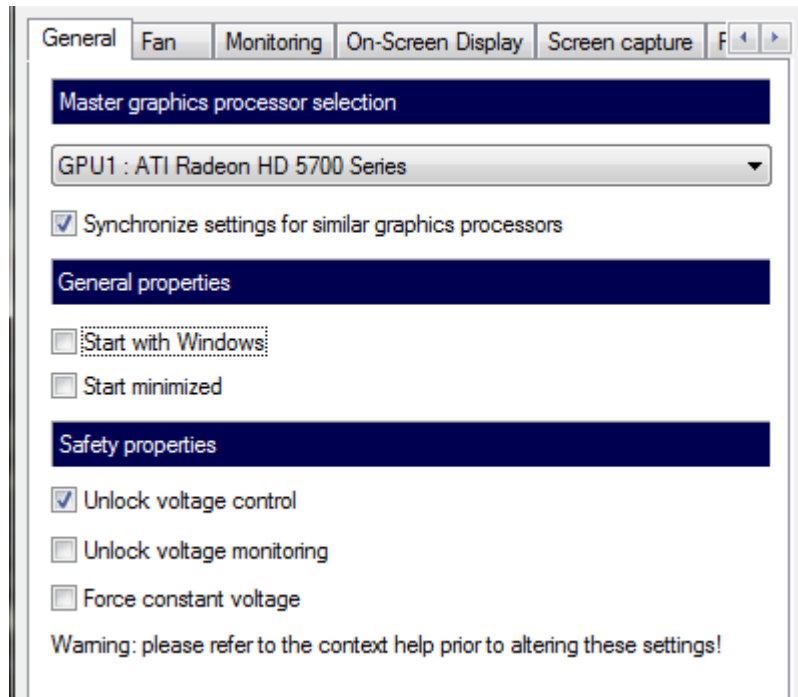 General Fan Monitoring On-Screen Display Screen capture
Master graphics processor selection
GPU1 : ATI Radeon HD 5700 Series
Synchronize settings for similar graphics processors
General properties
Start with Windows
Start minimized
Safety properties
Unlock voltage control
Unlock voltage monitoring
Force constant voltage
Warning: please refer to the context help prior to altering these settings!